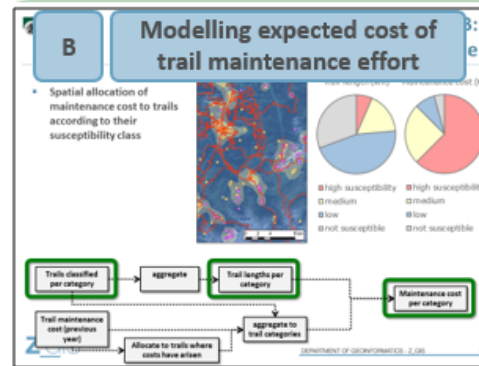 B
Modelling expected cost of
trail maintenance effort
• Spatial allocation of
maintenance cost to trails
according to their
susceptibility class
high susceptibility
medium
low
not susceptible
high susceptibility
medium
low
not susceptible
Trails classified
per category
aggregate
Trail lengths per
category
Maintenance cost
per category
Trail maintenance
cost (previous
year)
Allocate to trails where
costs have arisen
aggregate to
trail categories
Z_GIS
DEPARTMENT OF GEOINFORMATICS - Z_GIS